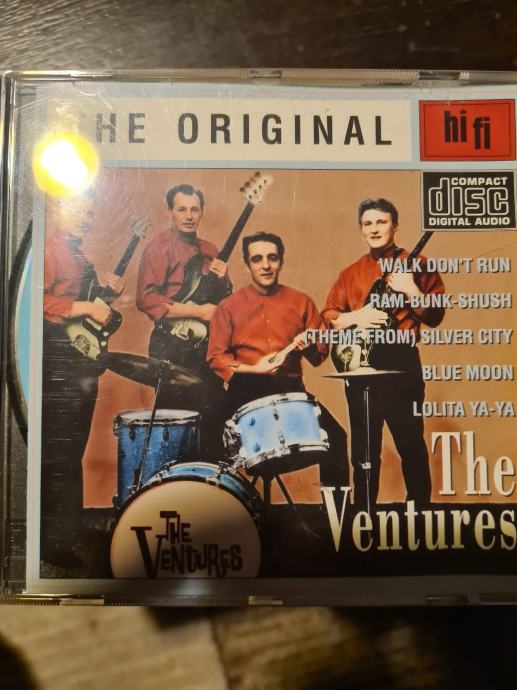 THE ORIGINAL
hi fi
COMPACT
disc
DIGITAL AUDIO
WALK DON'T RUN
RAM-BUNK-SHUSH
(THEME FROM) SILVER CITY
BLUE MOON
LOLITA YA-YA
The
Ventures
THE
VENTURES